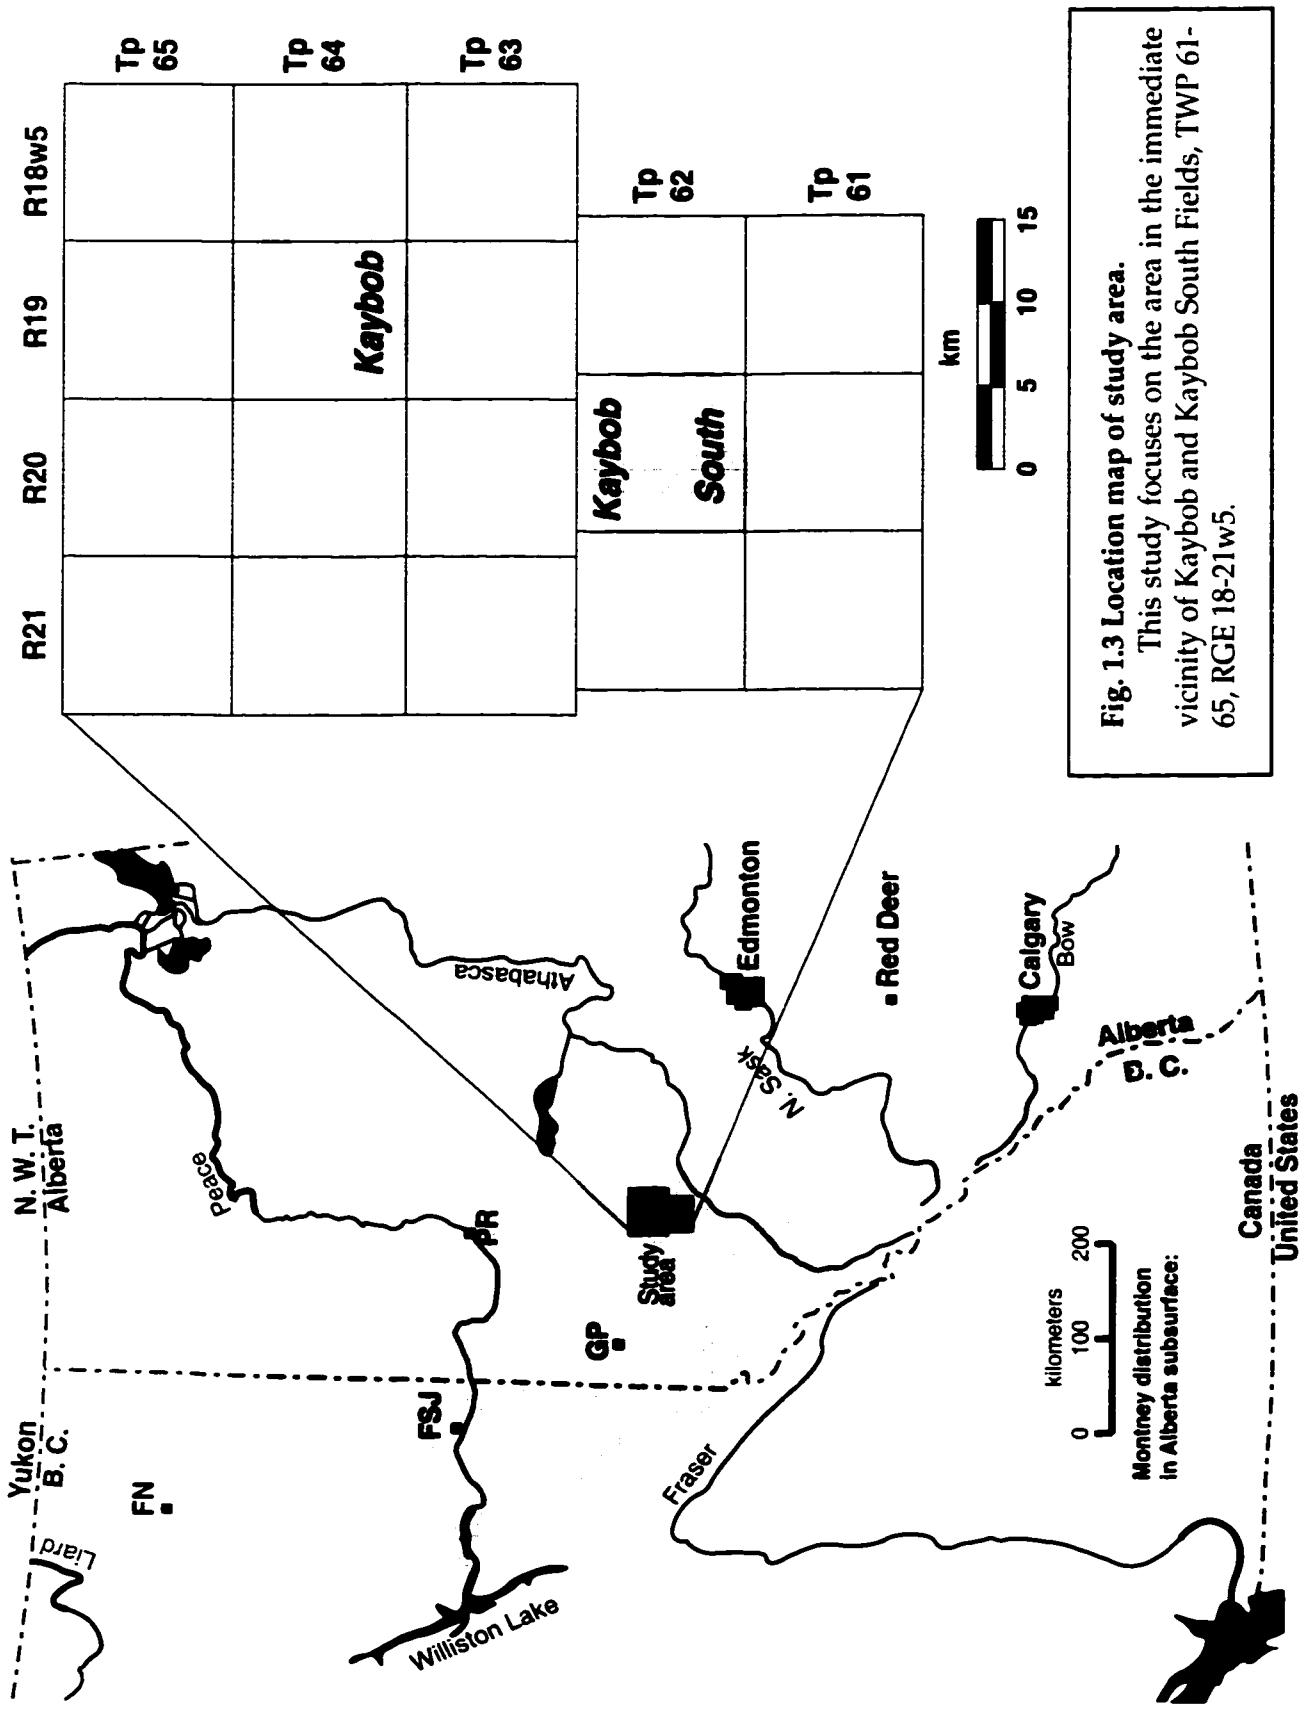 Yukon
B. C.
N. W. T.
Alberta
Liard
FN
Peace
FSJ
PR
Williston Lake
GP
Study
area
Athabasca
Fraser
N. Sask
Edmonton
Red Deer
Calgary
Bow
Alberta
B. C.
kilometers
0 100 200
Montney distribution
in Alberta subsurface:
Canada
United States
R21 R20 R19 R18w5
Tp
65
Tp
64
Tp
63
Tp
62
Tp
61
Kaybob
Kaybob
South
km
0 5 10 15
Fig. 1.3 Location map of study area.
This study focuses on the area in the immediate
vicinity of Kaybob and Kaybob South Fields, TWP 61-
65, RGE 18-21w5.